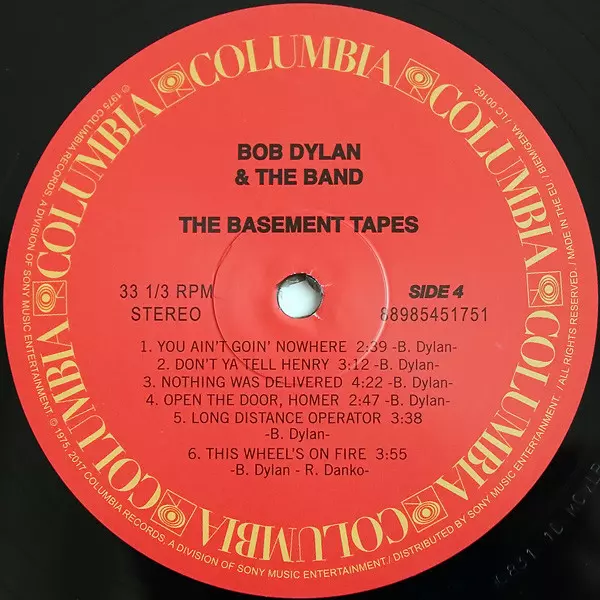 COLUMBIA COLUMBIA COLUMBIA COLUMBIA COLUMBIA COLUMBIA COLUMBIA COLUMBIA
BOB DYLAN
& THE BAND
THE BASEMENT TAPES
33 1/3 RPM
SIDE 4
STEREO
88985451751
1. YOU AIN'T GOIN' NOWHERE 2:39 -B. Dylan-
2. DON'T YA TELL HENRY 3:12 -B. Dylan-
3. NOTHING WAS DELIVERED 4:22 -B. Dylan-
4. OPEN THE DOOR, HOMER 2:47 -B. Dylan-
5. LONG DISTANCE OPERATOR 3:38
-B. Dylan-
6. THIS WHEEL'S ON FIRE 3:55
-B. Dylan - R. Danko-
℗ 1975 COLUMBIA RECORDS, A DIVISION OF SONY MUSIC ENTERTAINMENT. © 1975, 2017 COLUMBIA RECORDS, A DIVISION OF SONY MUSIC ENTERTAINMENT./ DISTRIBUTED BY SONY MUSIC ENTERTAINMENT. / ALL RIGHTS RESERVED. / MADE IN THE EU / BIEM/GEMA / LC 00162